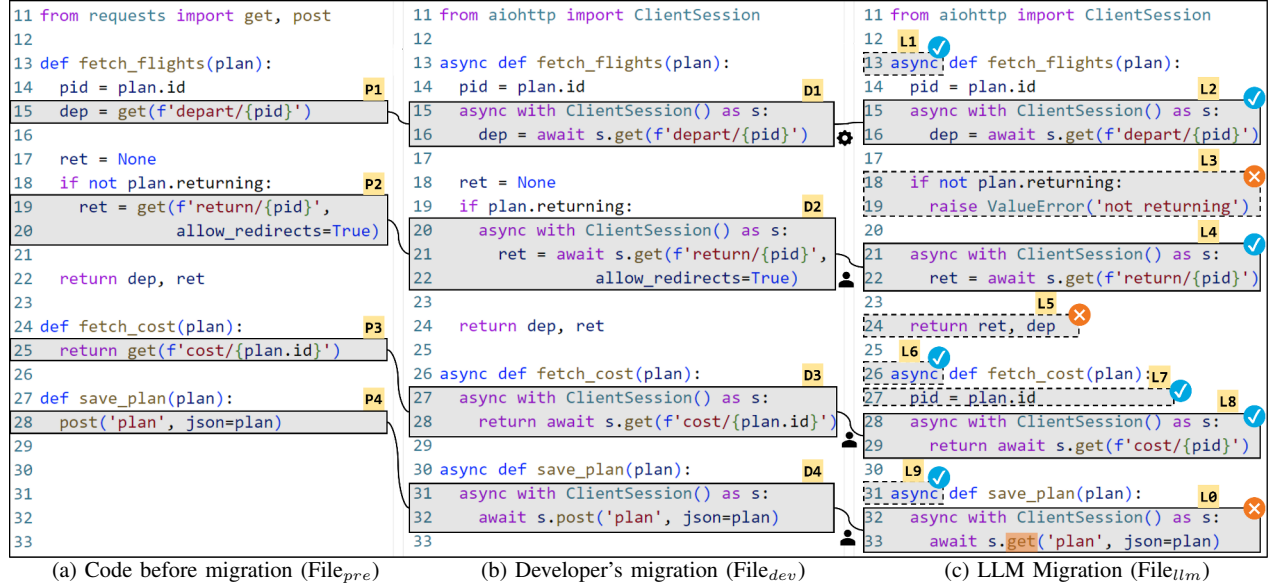 11 from requests import get, post
12
13 def fetch_flights(plan):
14 pid = plan.id
P1
15 dep = get(f'depart/{pid}')
16
17 ret = None
18 if not plan.returning:
P2
19 ret = get(f'return/{pid}',
20 allow_redirects=True)
21
22 return dep, ret
23
24 def fetch_cost(plan):
P3
25 return get(f'cost/{plan.id}')
26
27 def save_plan(plan):
P4
28 post('plan', json=plan)
29
30
31
32
33
(a) Code before migration (File_pre)
11 from aiohttp import ClientSession
12
13 async def fetch_flights(plan):
14 pid = plan.id
D1
15 async with ClientSession() as s:
16 dep = await s.get(f'depart/{pid}')
17
18 ret = None
19 if plan.returning:
D2
20 async with ClientSession() as s:
21 ret = await s.get(f'return/{pid}',
22 allow_redirects=True)
23
24 return dep, ret
25
26 async def fetch_cost(plan):
D3
27 async with ClientSession() as s:
28 return await s.get(f'cost/{plan.id}')
29
30 async def save_plan(plan):
D4
31 async with ClientSession() as s:
32 await s.post('plan', json=plan)
33
(b) Developer's migration (File_dev)
11 from aiohttp import ClientSession
12
L1
13 async def fetch_flights(plan):
14 pid = plan.id
L2
15 async with ClientSession() as s:
16 dep = await s.get(f'depart/{pid}')
17
L3
18 if not plan.returning:
19 raise ValueError('not returning')
20
L4
21 async with ClientSession() as s:
22 ret = await s.get(f'return/{pid}')
23
L5
24 return ret, dep
25
L6
26 async def fetch_cost(plan):
L7
27 pid = plan.id
L8
28 async with ClientSession() as s:
29 return await s.get(f'cost/{pid}')
30
L9
31 async def save_plan(plan):
L0
32 async with ClientSession() as s:
33 await s.get('plan', json=plan)
(c) LLM Migration (File_llm)